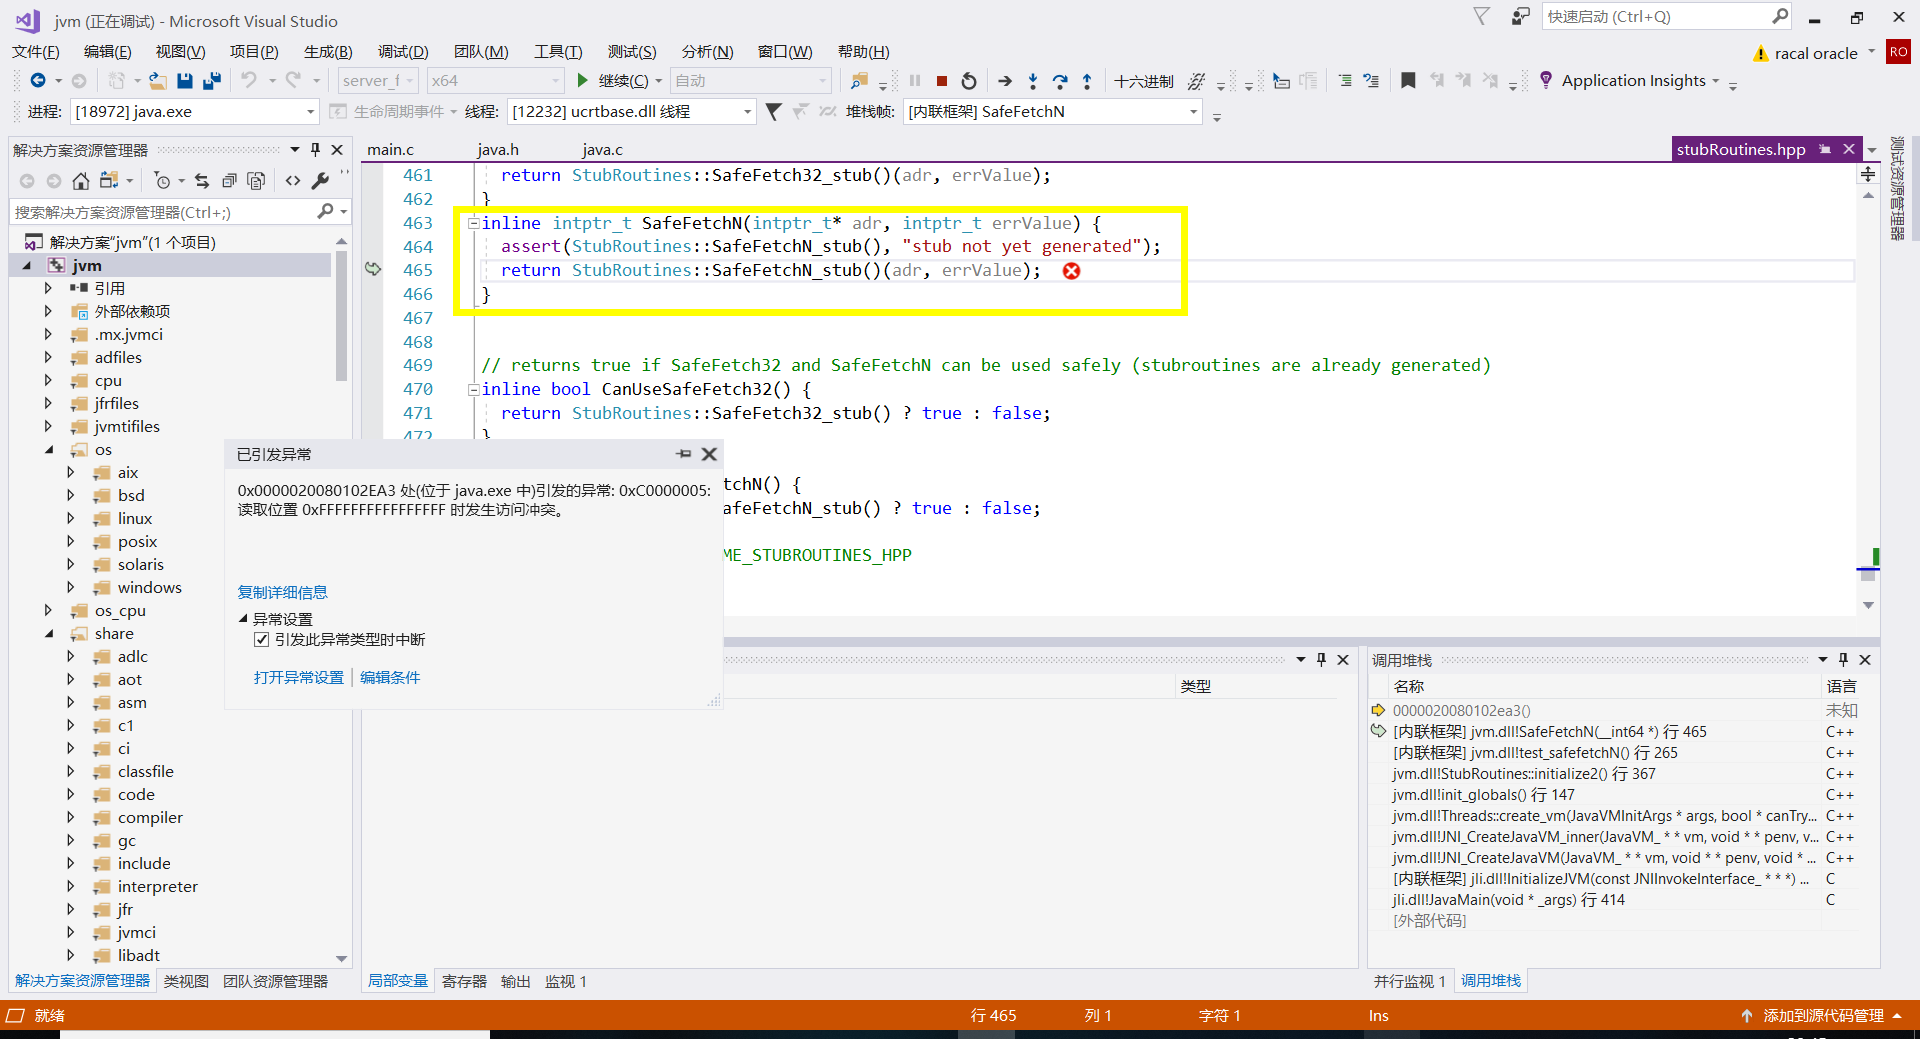 jvm (正在调试) - Microsoft Visual Studio
快速启动 (Ctrl+Q)
文件(F) 编辑(E) 视图(V) 项目(P) 生成(B) 调试(D) 团队(M) 工具(T) 测试(S) 分析(N) 窗口(W) 帮助(H)
racal oracle RO
server_f x64 继续(C) 自动 十六进制 Application Insights
进程: [18972] java.exe 生命周期事件 线程: [12232] ucrtbase.dll 线程 堆栈帧: [内联框架] SafeFetchN
解决方案资源管理器
搜索解决方案资源管理器(Ctrl+;)
解决方案"jvm"(1 个项目)
jvm
引用
外部依赖项
.mx.jvmci
adfiles
cpu
jfrfiles
jvmtifiles
os
aix
bsd
linux
posix
solaris
windows
os_cpu
share
adlc
aot
asm
c1
ci
classfile
code
compiler
gc
include
interpreter
jfr
jvmci
libadt
解决方案资源管理器 类视图 团队资源管理器
main.c java.h java.c stubRoutines.hpp
461 return StubRoutines::SafeFetch32_stub()(adr, errValue);
462 }
463 inline intptr_t SafeFetchN(intptr_t* adr, intptr_t errValue) {
464 assert(StubRoutines::SafeFetchN_stub(), "stub not yet generated");
465 return StubRoutines::SafeFetchN_stub()(adr, errValue);
466 }
467
468
469 // returns true if SafeFetch32 and SafeFetchN can be used safely (stubroutines are already generated)
470 inline bool CanUseSafeFetch32() {
471 return StubRoutines::SafeFetch32_stub() ? true : false;
472 }
tchN() {
afeFetchN_stub() ? true : false;
ME_STUBROUTINES_HPP
已引发异常
0x0000020080102EA3 处(位于 java.exe 中)引发的异常: 0xC0000005:
读取位置 0xFFFFFFFFFFFFFFFF 时发生访问冲突。
复制详细信息
异常设置
引发此异常类型时中断
打开异常设置 | 编辑条件
类型
局部变量 寄存器 输出 监视 1
调用堆栈
名称 语言
0000020080102ea3() 未知
[内联框架] jvm.dll!SafeFetchN(__int64 *) 行 465 C++
[内联框架] jvm.dll!test_safefetchN() 行 265 C++
jvm.dll!StubRoutines::initialize2() 行 367 C++
jvm.dll!init_globals() 行 147 C++
jvm.dll!Threads::create_vm(JavaVMInitArgs * args, bool * canTry... C++
jvm.dll!JNI_CreateJavaVM_inner(JavaVM_ * * vm, void * * penv, v... C++
jvm.dll!JNI_CreateJavaVM(JavaVM_ * * vm, void * * penv, void * ... C++
[内联框架] jli.dll!InitializeJVM(const JNIInvokeInterface_ * * *) ... C
jli.dll!JavaMain(void * _args) 行 414 C
[外部代码]
并行监视 1 调用堆栈
测试资源管理器
就绪 行 465 列 1 字符 1 Ins 添加到源代码管理